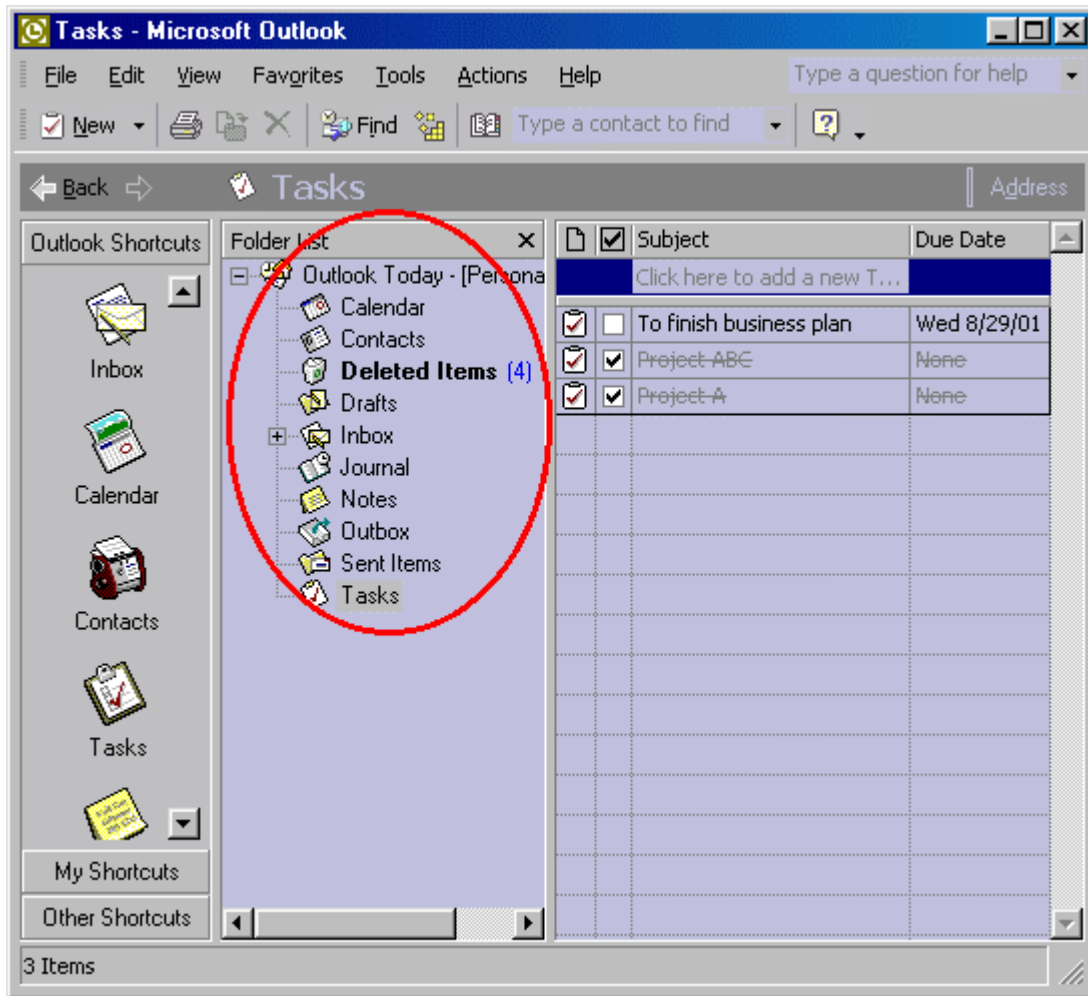 Tasks - Microsoft Outlook
File Edit View Favorites Tools Actions Help Type a question for help
New Find Type a contact to find
Back Tasks Address
Outlook Shortcuts
Inbox
Calendar
Contacts
Tasks
My Shortcuts
Other Shortcuts
Folder List
Outlook Today - [Persona
Calendar
Contacts
Deleted Items (4)
Drafts
Inbox
Journal
Notes
Outbox
Sent Items
Tasks
Subject Due Date
Click here to add a new T...
To finish business plan Wed 8/29/01
Project ABC None
Project A None
3 Items